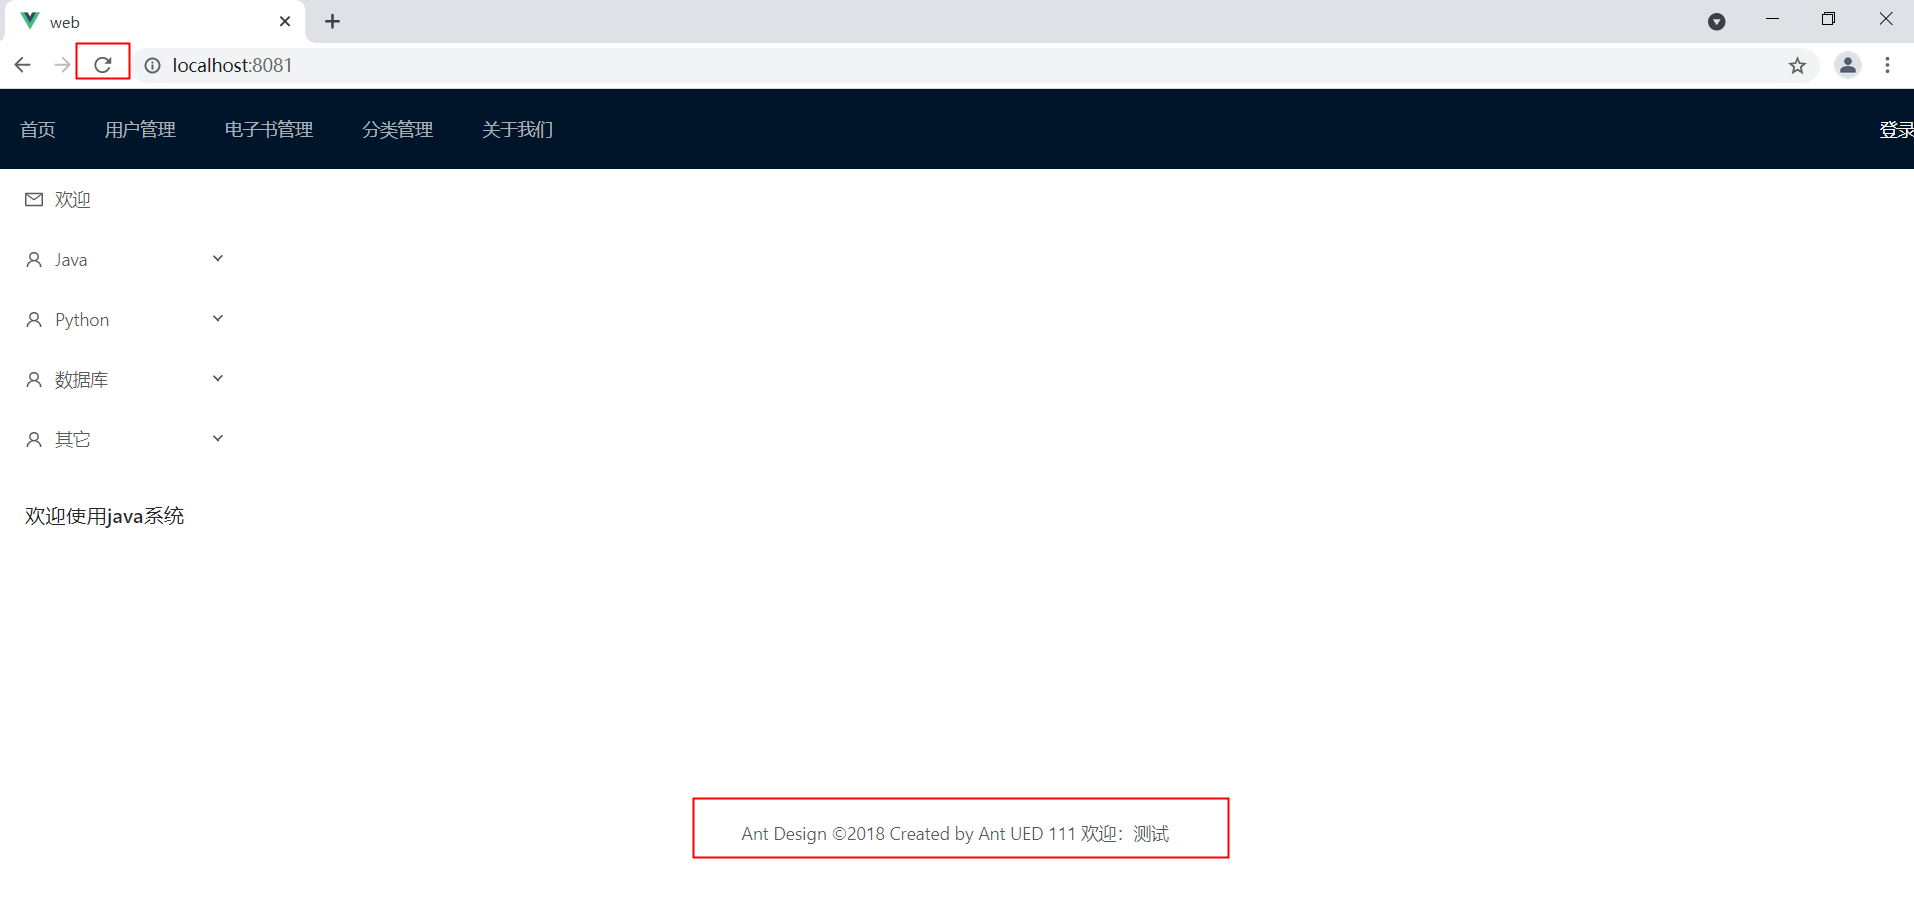 web
localhost:8081
首页 用户管理 电子书管理 分类管理 关于我们 登录
欢迎
Java
Python
数据库
其它
欢迎使用java系统
Ant Design ©2018 Created by Ant UED 111 欢迎：测试